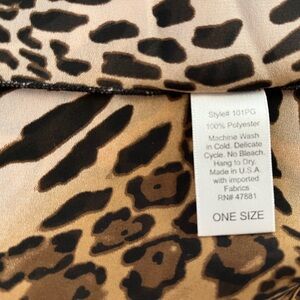 Style# 101PG
100% Polyester
Machine Wash
in Cold. Delicate
Cycle. No Bleach.
Hang to Dry.
Made in U.S.A
with imported
Fabrics
RN# 47881
ONE SIZE